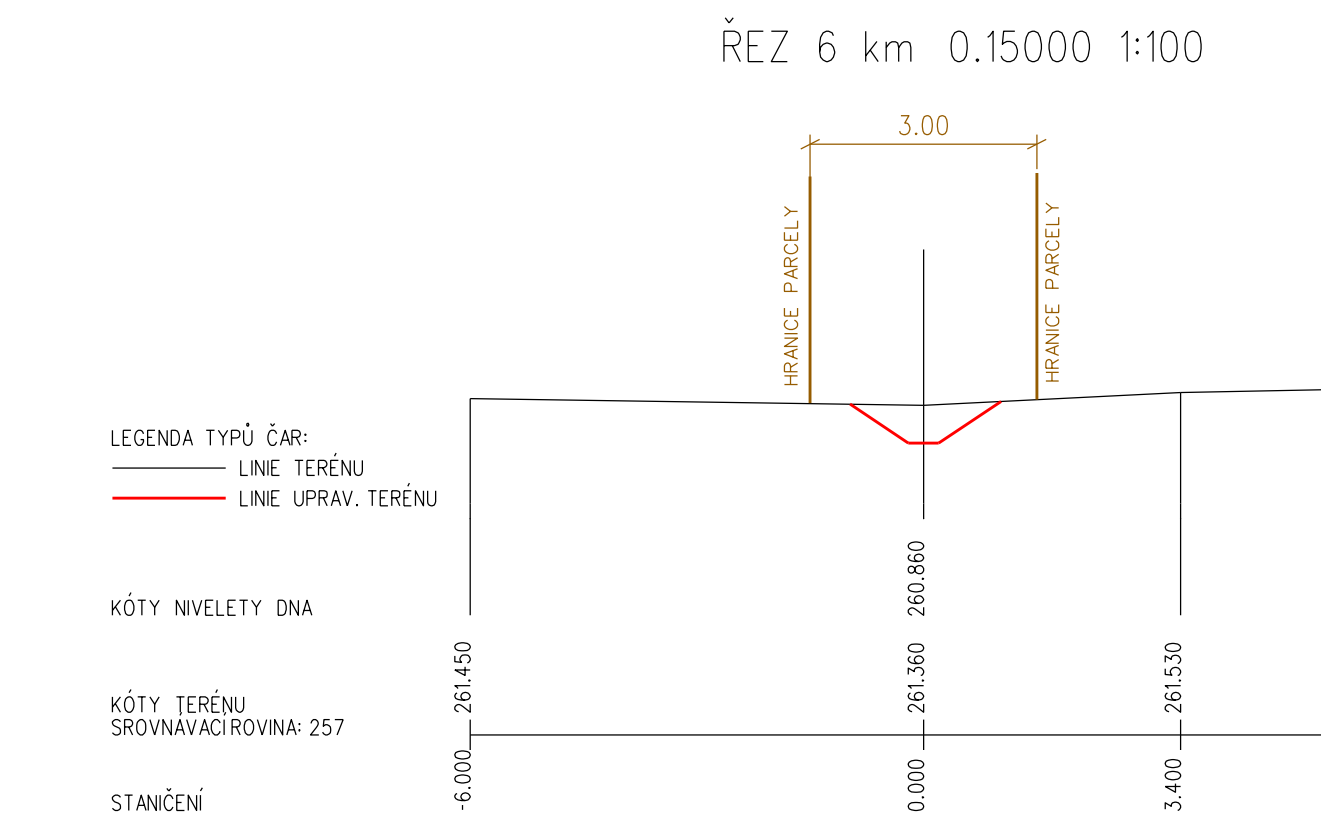 ŘEZ 6 km 0.15000 1:100
3.00
HRANICE PARCELY
HRANICE PARCELY
LEGENDA TYPŮ ČAR:
LINIE TERÉNU
LINIE UPRAV. TERÉNU
KÓTY NIVELETY DNA
260.860
KÓTY TERÉNU
261.450
261.360
261.530
SROVNÁVACÍ ROVINA: 257
STANIČENÍ
-6.000
0.000
3.400